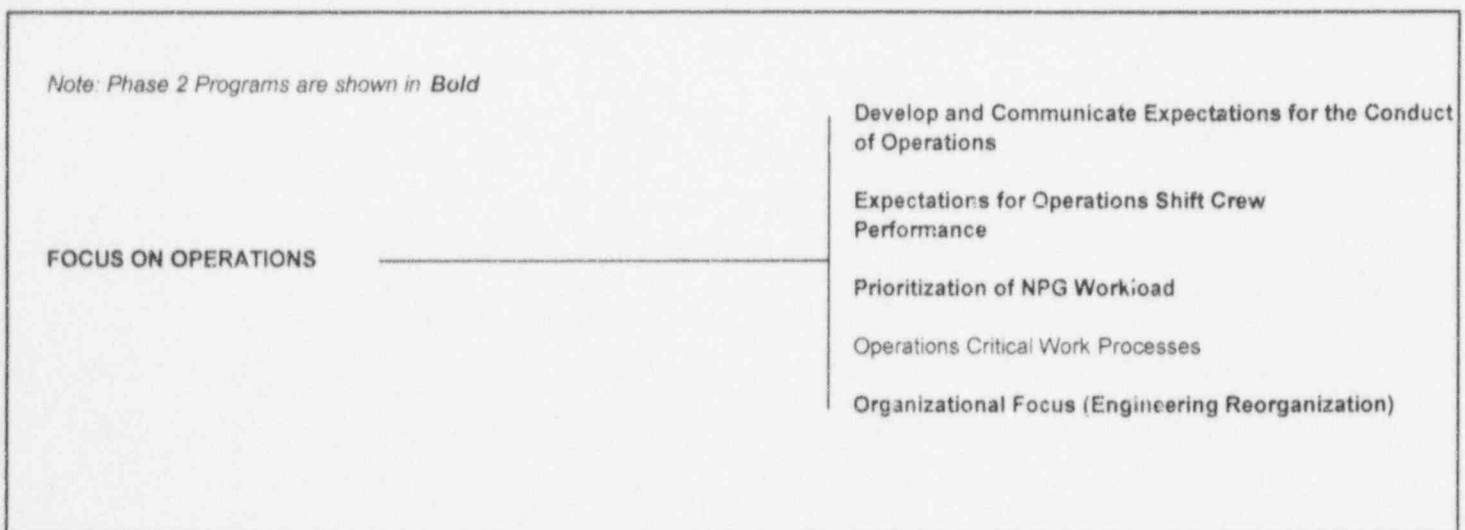 Note: Phase 2 Programs are shown in Bold
Develop and Communicate Expectations for the Conduct
of Operations
Expectations for Operations Shift Crew
Performance
FOCUS ON OPERATIONS
Prioritization of NPG Workload
Operations Critical Work Processes
Organizational Focus (Engineering Reorganization)